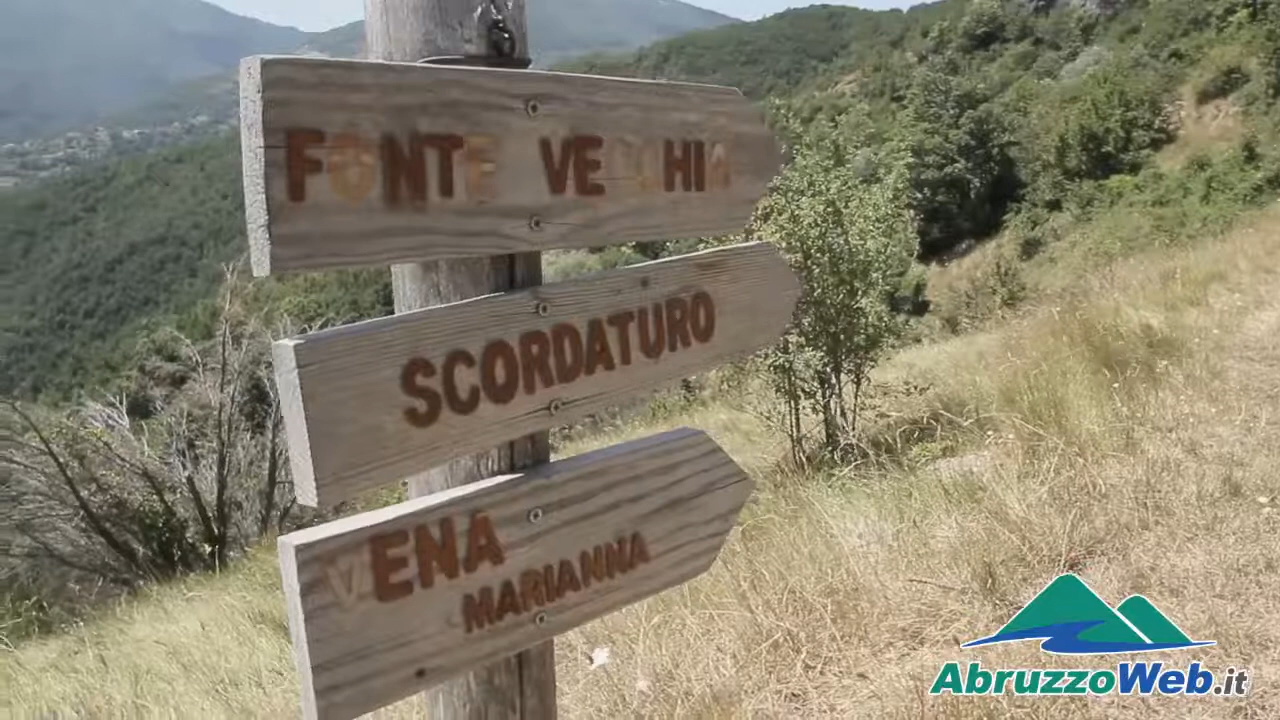 FONTE VECCHIA
SCORDATURO
VENA
MARIANNA
AbruzzoWeb.it